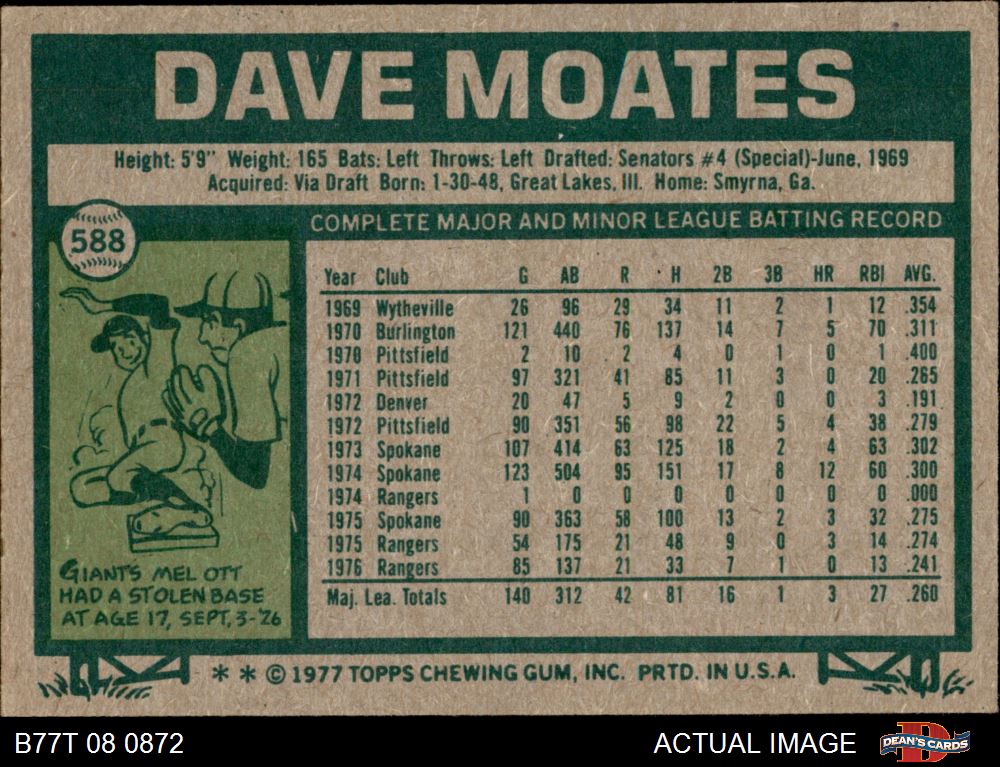 DAVE MOATES
Height: 5'9" Weight: 165 Bats: Left Throws: Left Drafted: Senators #4 (Special)-June, 1969
Acquired: Via Draft Born: 1-30-48, Great Lakes, Ill. Home: Smyrna, Ga.
588
COMPLETE MAJOR AND MINOR LEAGUE BATTING RECORD
Year Club G AB R H 2B 3B HR RBI AVG.
1969 Wytheville 26 96 29 34 11 2 1 12 .354
1970 Burlington 121 440 76 137 14 7 5 70 .311
1970 Pittsfield 2 10 2 4 0 1 0 1 .400
1971 Pittsfield 97 321 41 85 11 3 0 20 .265
1972 Denver 20 47 5 9 2 0 0 3 .191
1972 Pittsfield 90 351 56 98 22 5 4 38 .279
1973 Spokane 107 414 63 125 18 2 4 63 .302
1974 Spokane 123 504 95 151 17 8 12 60 .300
1974 Rangers 1 0 0 0 0 0 0 0 .000
1975 Spokane 90 363 58 100 13 2 3 32 .275
1975 Rangers 54 175 21 48 9 0 3 14 .274
1976 Rangers 85 137 21 33 7 1 0 13 .241
Maj. Lea. Totals 140 312 42 81 16 1 3 27 .260
GIANTS MEL OTT
HAD A STOLEN BASE
AT AGE 17, SEPT, 3-'26
* * © 1977 TOPPS CHEWING GUM, INC. PRTD. IN U.S.A.
B77T 08 0872
ACTUAL IMAGE
D
DEAN'S CARDS